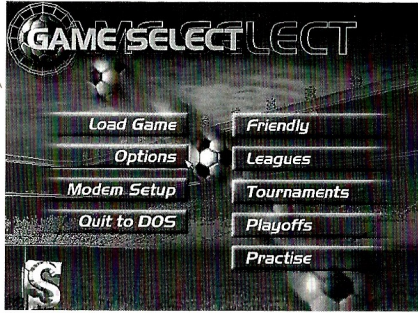 GAME SELECT
Load Game
Options
Modem Setup
Quit to DOS
Friendly
Leagues
Tournaments
Playoffs
Practise
S